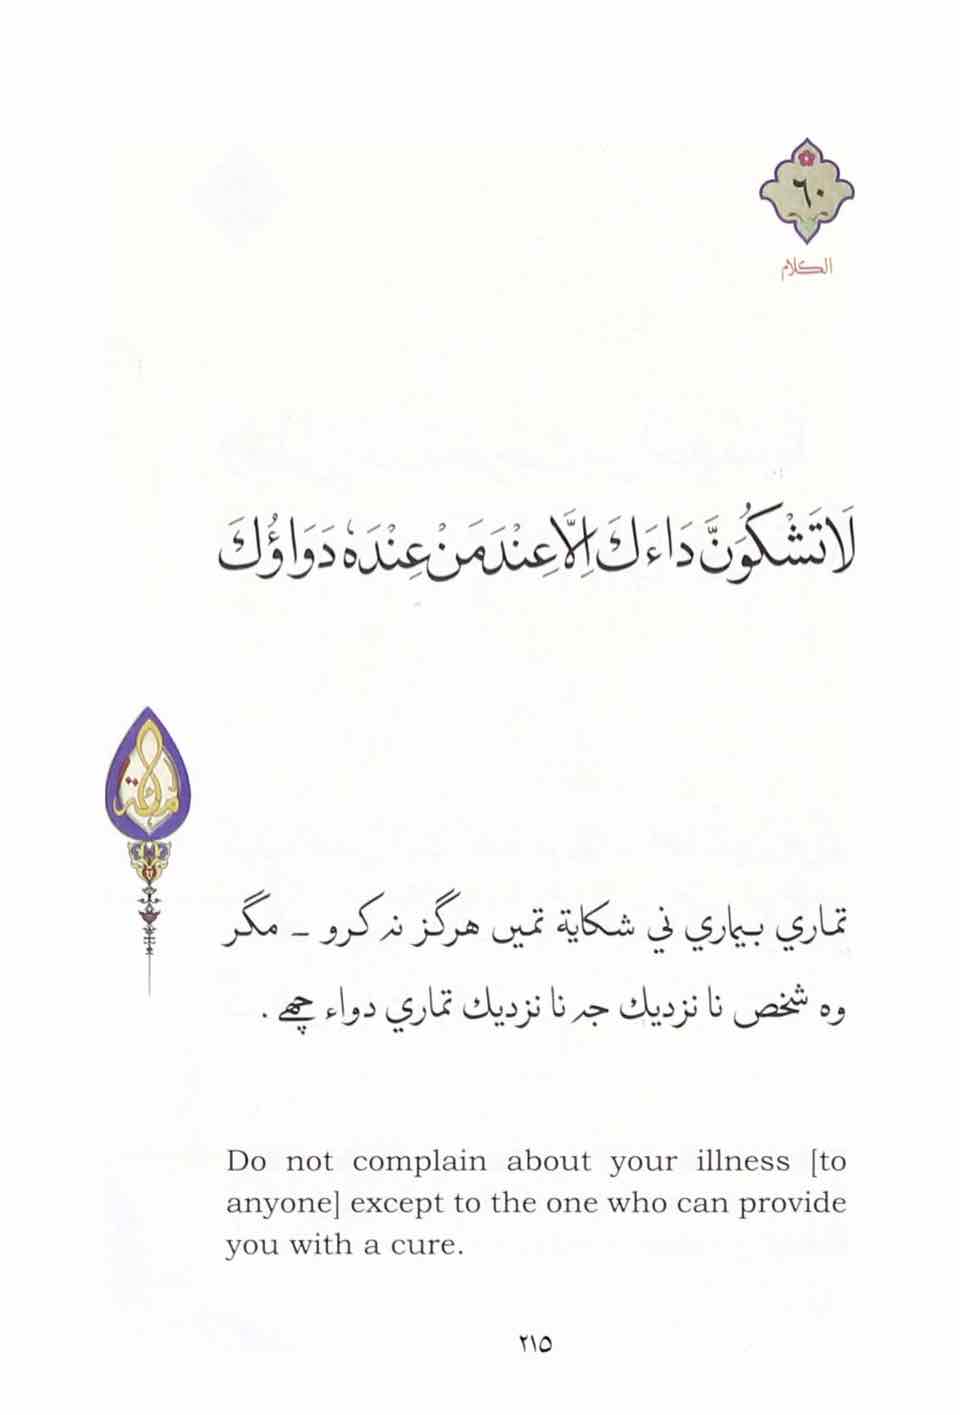 ٦٠
الكلام
لَا تَشْكُوَنَّ دَاءَكَ اِلَّا عِنْدَ مَنْ عِنْدَهٗ دَوَاؤُكَ
تماري بيماري ني شكاية تميں هرگز نہ كرو - مگر
وه شخص نا نزديك جہ نا نزديك تماري دواء چھے .
Do not complain about your illness [to
anyone] except to the one who can provide
you with a cure.
٢١٥